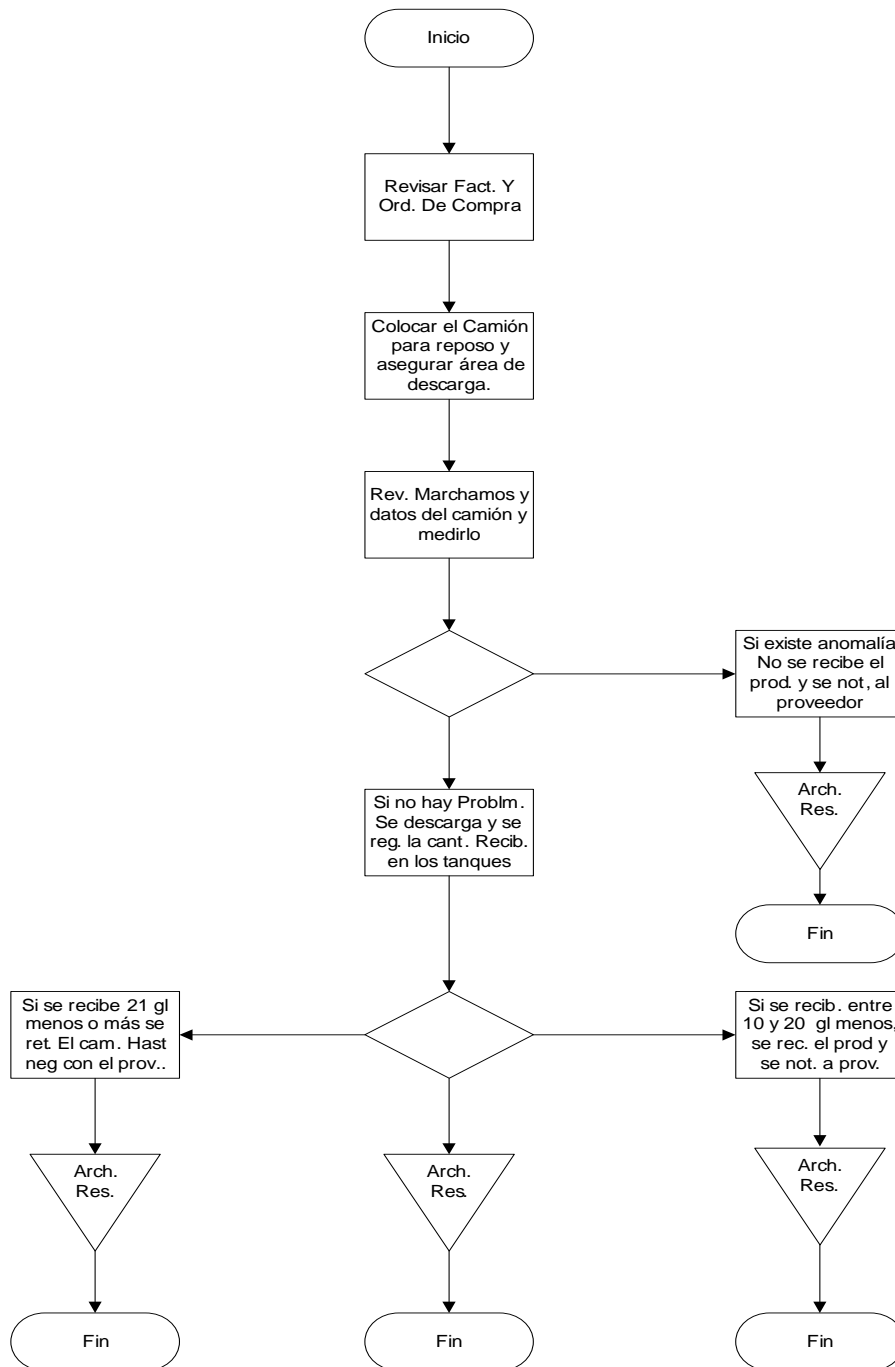 Inicio
Revisar Fact. Y
Ord. De Compra
Colocar el Camión
para reposo y
asegurar área de
descarga.
Rev. Marchamos y
datos del camión y
medirlo
Si existe anomalía
No se recibe el
prod. y se not, al
proveedor
Arch.
Res.
Fin
Si no hay Problm.
Se descarga y se
reg. la cant. Recib.
en los tanques
Si se recibe 21 gl
menos o más se
ret. El cam. Hast
neg con el prov..
Si se recib. entre
10 y 20 gl menos,
se rec. el prod y
se not. a prov.
Arch.
Res.
Arch.
Res.
Arch.
Res.
Fin
Fin
Fin